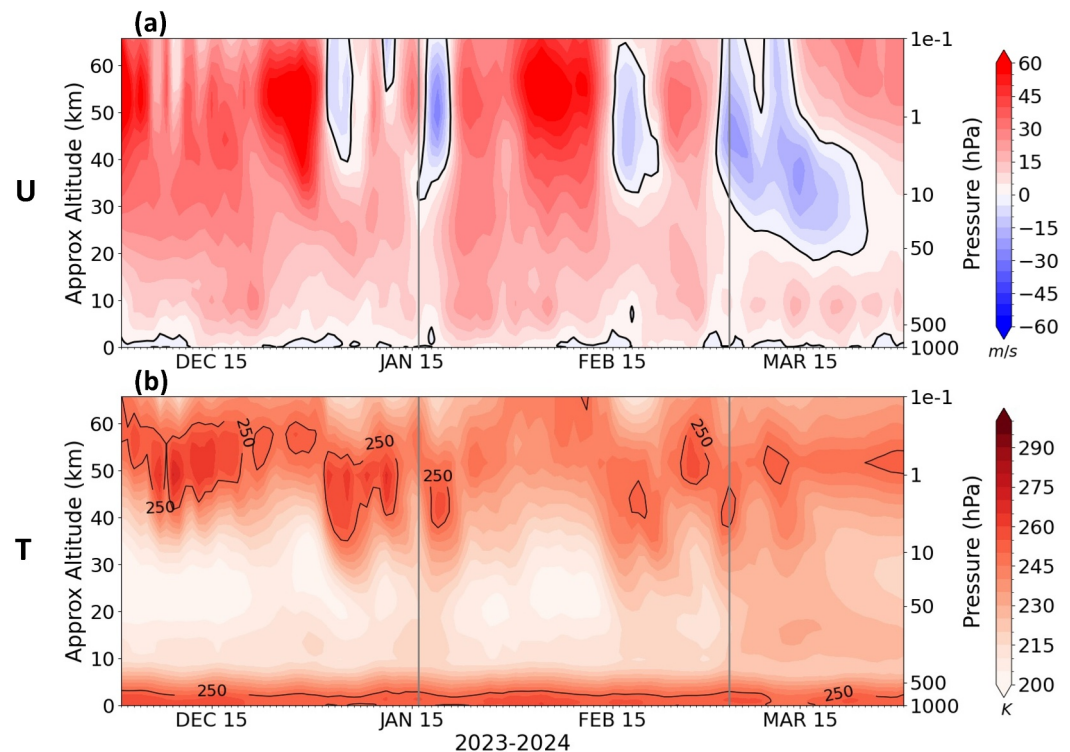 (a)
U
Approx Altitude (km)
60
50
40
30
20
10
0
1e-1
1
10
50
500
1000
Pressure (hPa)
60
45
30
15
0
−15
−30
−45
−60
m/s
DEC 15
JAN 15
FEB 15
MAR 15
(b)
T
Approx Altitude (km)
60
50
40
30
20
10
0
250
250
250
250
250
250
250
1e-1
1
10
50
500
1000
Pressure (hPa)
290
275
260
245
230
215
200
K
DEC 15
JAN 15
FEB 15
MAR 15
2023-2024